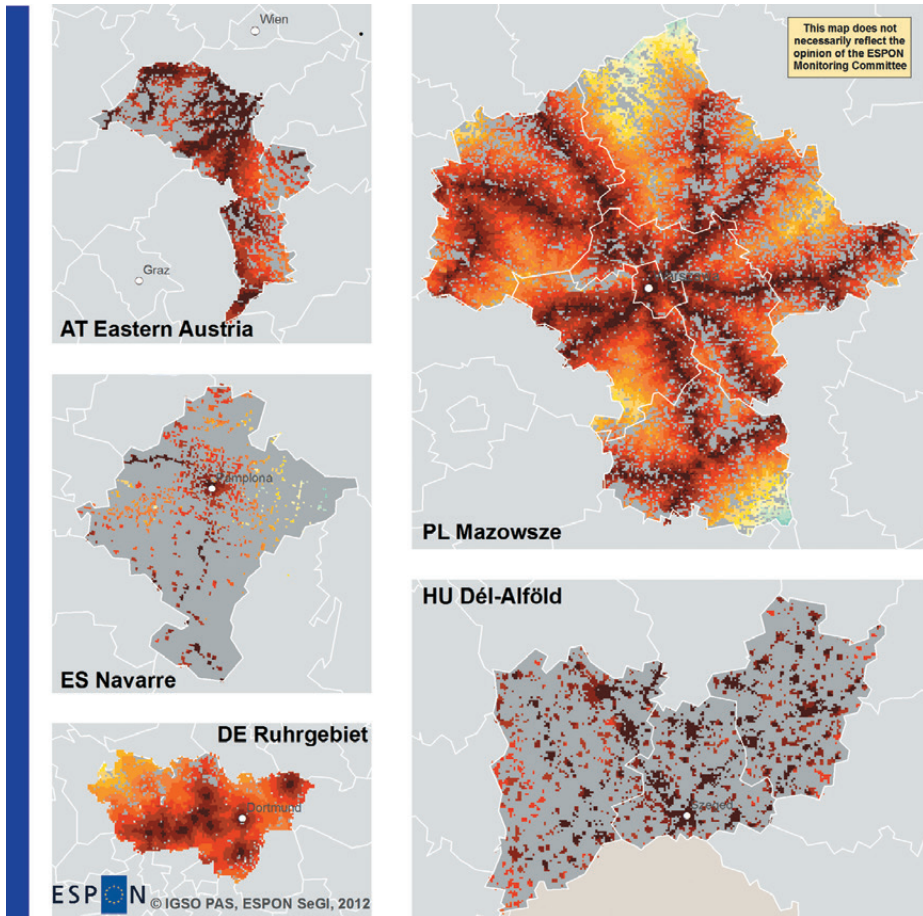 Wien
This map does not
necessarily reflect the
opinion of the ESPON
Monitoring Committee
Graz
AT Eastern Austria
Pamplona
ES Navarre
PL Mazowsze
HU Dél-Alföld
Szeged
DE Ruhrgebiet
Dortmund
ESPON
© IGSO PAS, ESPON SeGI, 2012